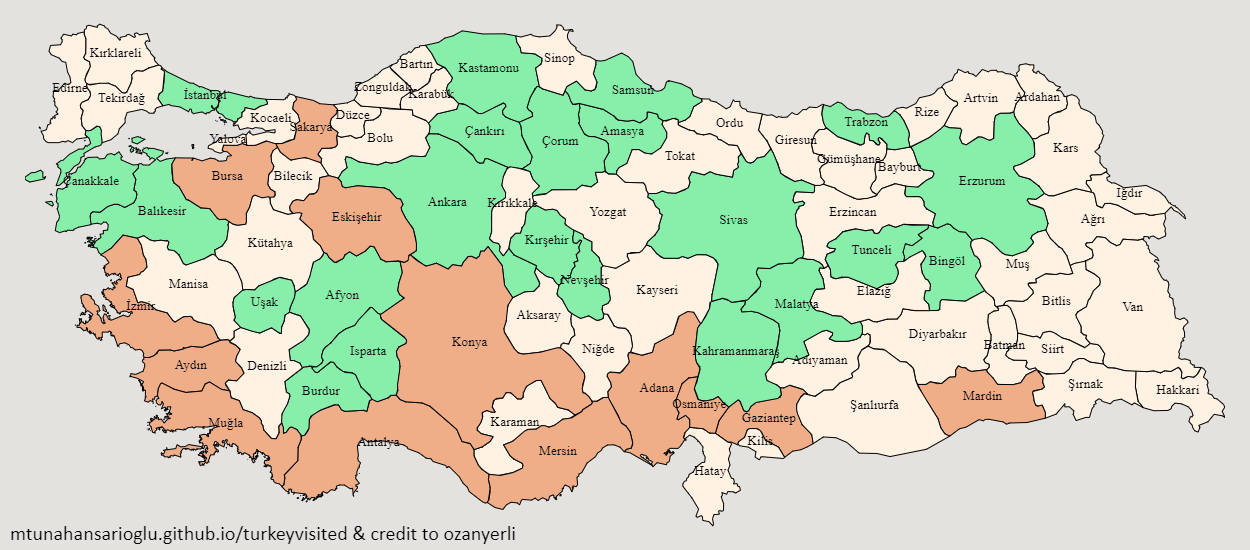 Kırklareli
Edirne
Tekirdağ
İstanbul
Kocaeli
Yalova
Sakarya
Düzce
Zonguldak
Bartın
Karabük
Bolu
Kastamonu
Sinop
Çankırı
Çorum
Samsun
Amasya
Tokat
Ordu
Giresun
Trabzon
Gümüşhane
Bayburt
Rize
Artvin
Ardahan
Kars
Iğdır
Ağrı
Erzurum
Erzincan
Çanakkale
Balıkesir
Bursa
Bilecik
Eskişehir
Kütahya
Ankara
Kırıkkale
Kırşehir
Yozgat
Sivas
Tunceli
Bingöl
Muş
Bitlis
Van
Manisa
İzmir
Uşak
Afyon
Nevşehir
Kayseri
Malatya
Elazığ
Diyarbakır
Batman
Siirt
Şırnak
Hakkari
Aydın
Denizli
Isparta
Burdur
Konya
Aksaray
Niğde
Adana
Kahramanmaraş
Adıyaman
Şanlıurfa
Mardin
Muğla
Antalya
Karaman
Mersin
Osmaniye
Gaziantep
Kilis
Hatay
mtunahansarioglu.github.io/turkeyvisited & credit to ozanyerli